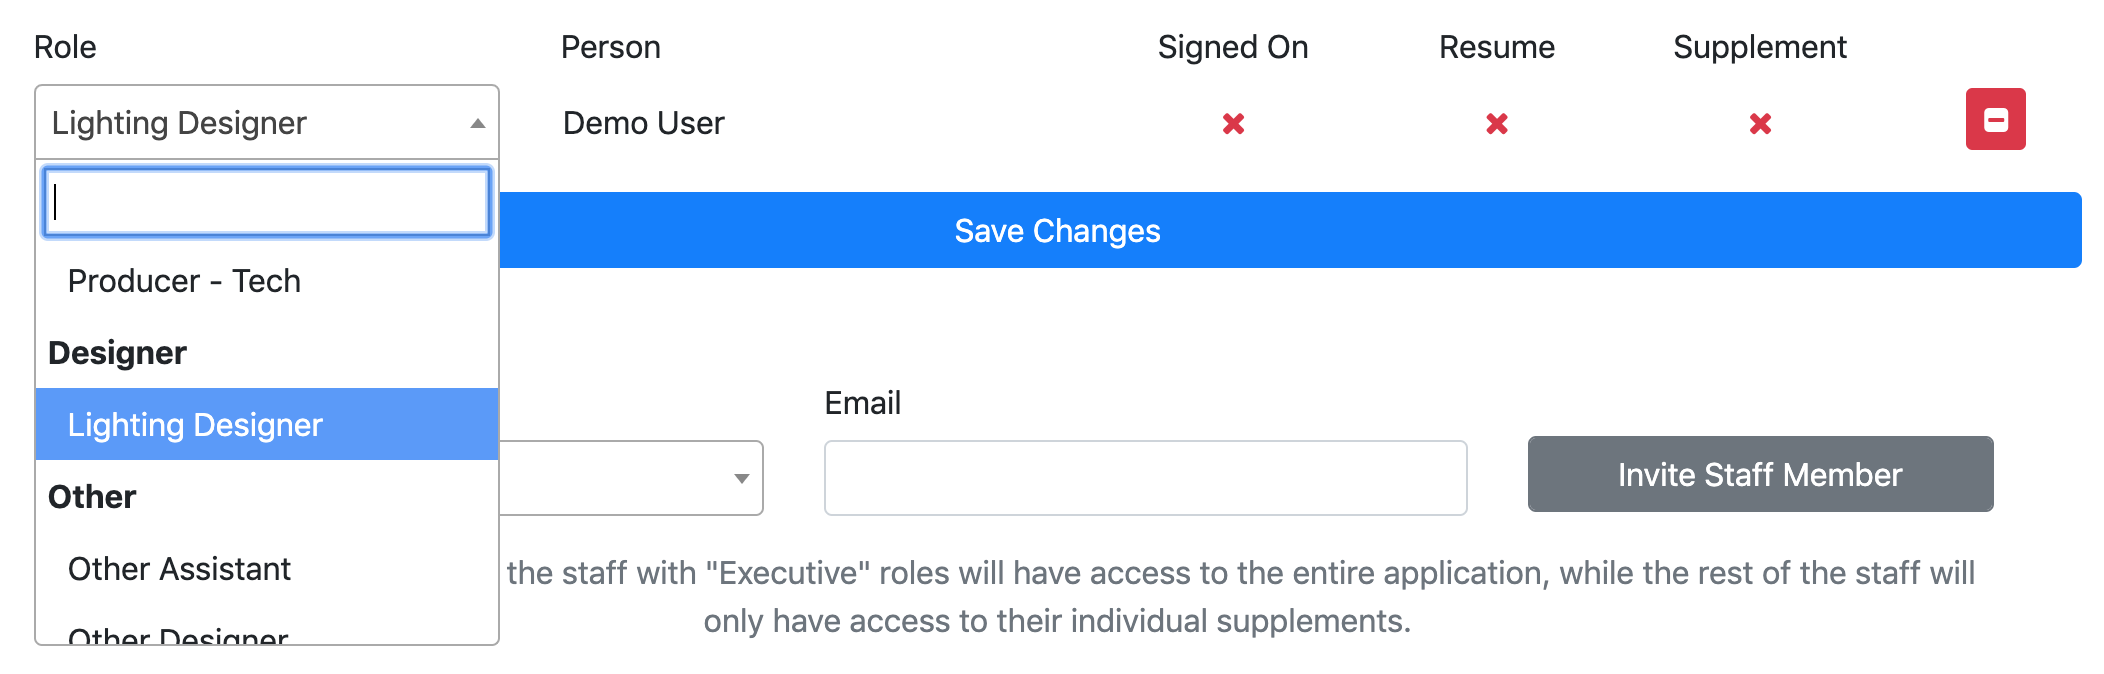 Role Person Signed On Resume Supplement
Lighting Designer Demo User
Save Changes
Producer - Tech
Designer
Lighting Designer
Other
Other Assistant
Other Designer
Email
Invite Staff Member
the staff with "Executive" roles will have access to the entire application, while the rest of the staff will
only have access to their individual supplements.